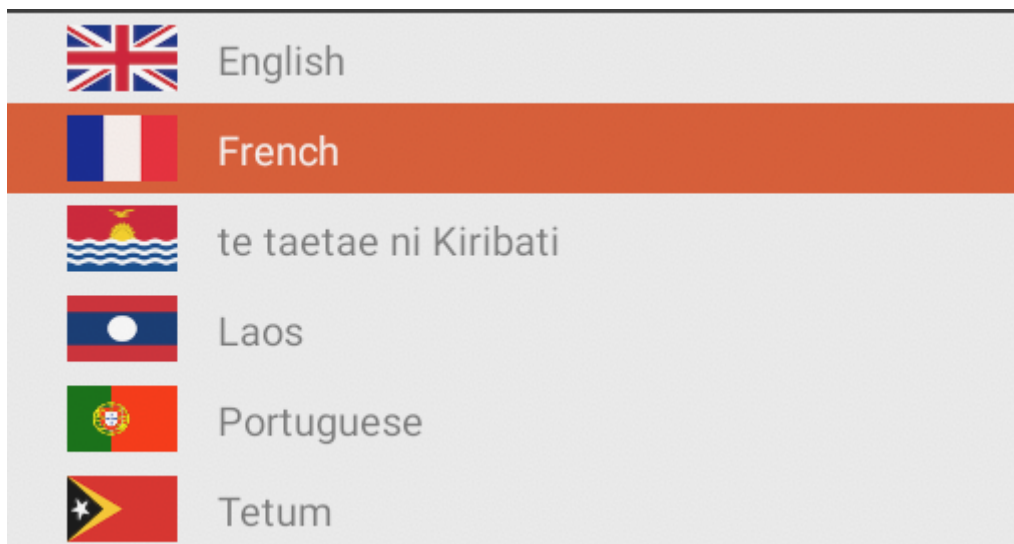 English
French
te taetae ni Kiribati
Laos
Portuguese
Tetum